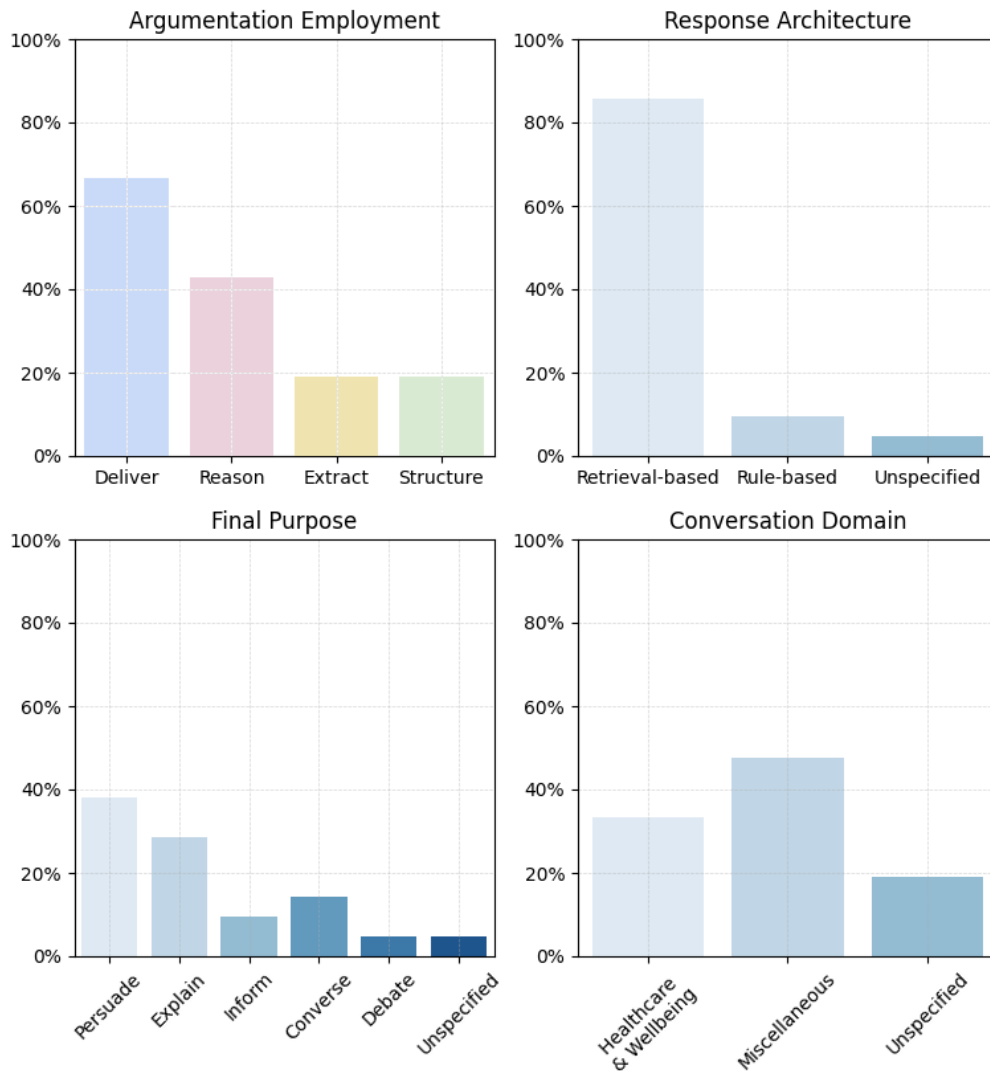 Argumentation Employment
100%
80%
60%
40%
20%
0%
Deliver
Reason
Extract
Structure
Response Architecture
100%
80%
60%
40%
20%
0%
Retrieval-based
Rule-based
Unspecified
Final Purpose
100%
80%
60%
40%
20%
0%
Persuade
Explain
Inform
Converse
Debate
Unspecified
Conversation Domain
100%
80%
60%
40%
20%
0%
Healthcare
& Wellbeing
Miscellaneous
Unspecified